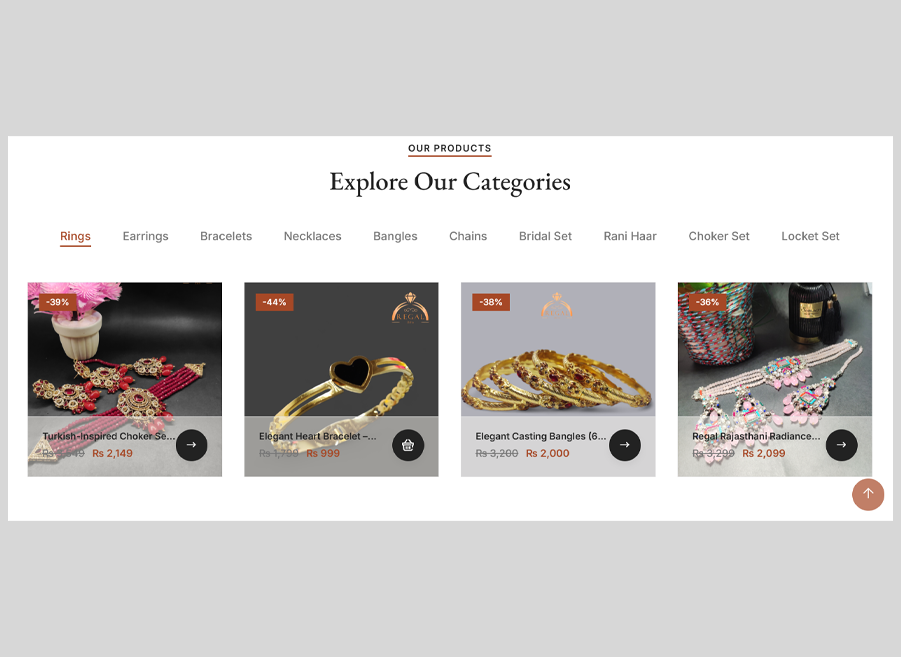 OUR PRODUCTS
Explore Our Categories
Rings Earrings Bracelets Necklaces Bangles Chains Bridal Set Rani Haar Choker Set Locket Set
-39%
-44%
REGAL
-38%
-36%
Turkish-Inspired Choker Se...
Rs 2,149
Elegant Heart Bracelet –...
Rs 1,799 Rs 999
Elegant Casting Bangles (6...
Rs 3,200 Rs 2,000
Regal Rajasthani Radiance...
Rs 3,299 Rs 2,099